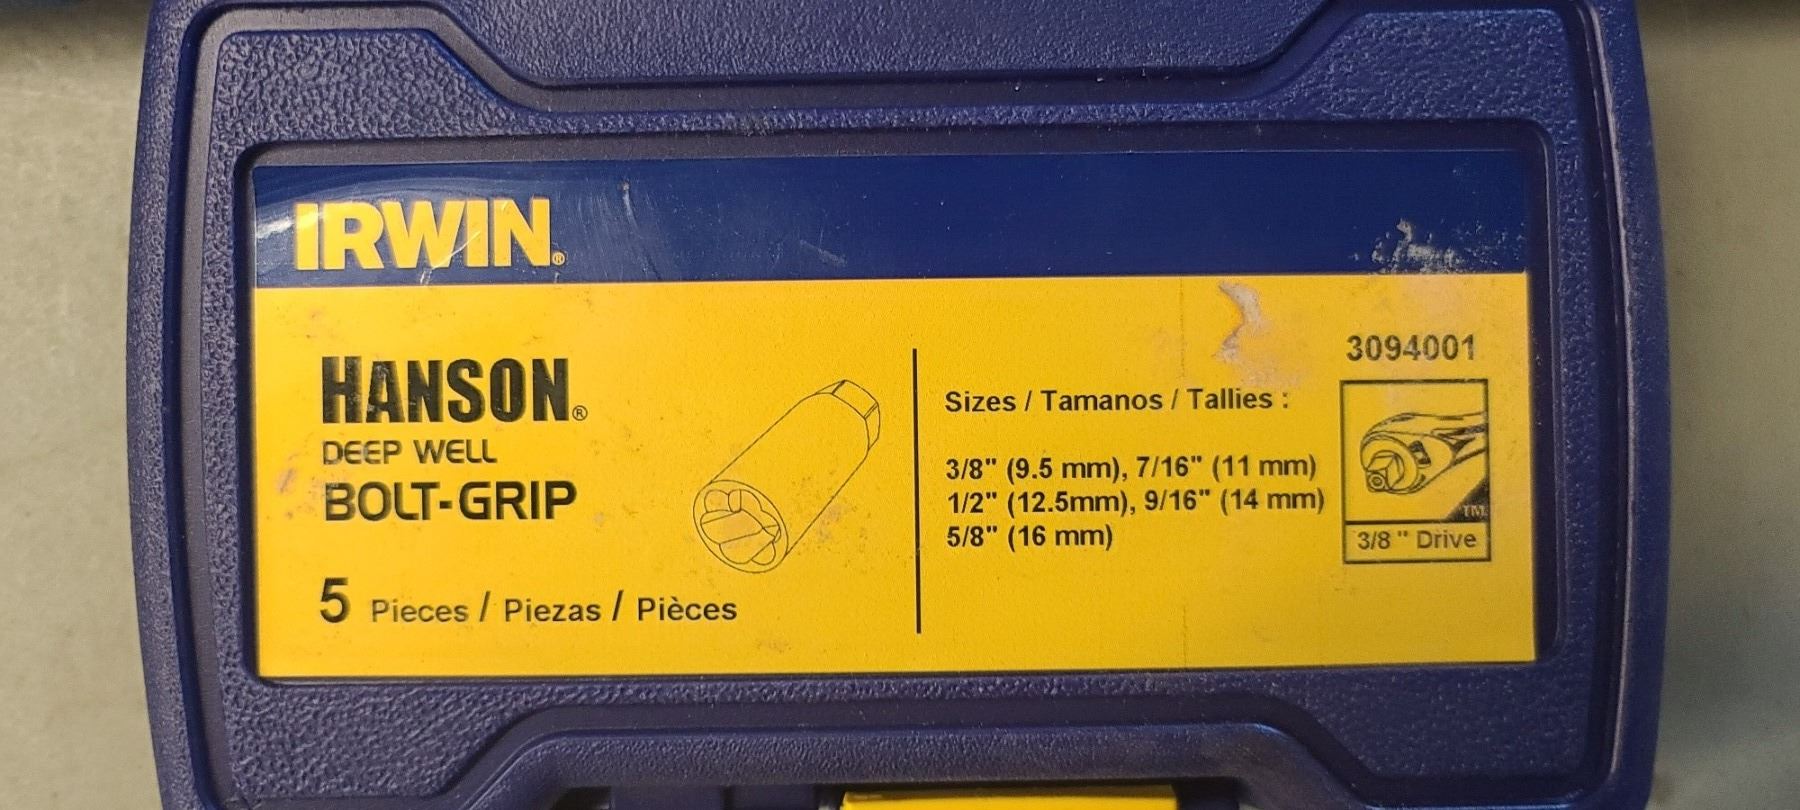 IRWIN®
HANSON®
DEEP WELL
BOLT-GRIP
5 Pieces / Piezas / Pièces
Sizes / Tamanos / Tallies :
3/8" (9.5 mm), 7/16" (11 mm)
1/2" (12.5mm), 9/16" (14 mm)
5/8" (16 mm)
3094001
TM
3/8 " Drive